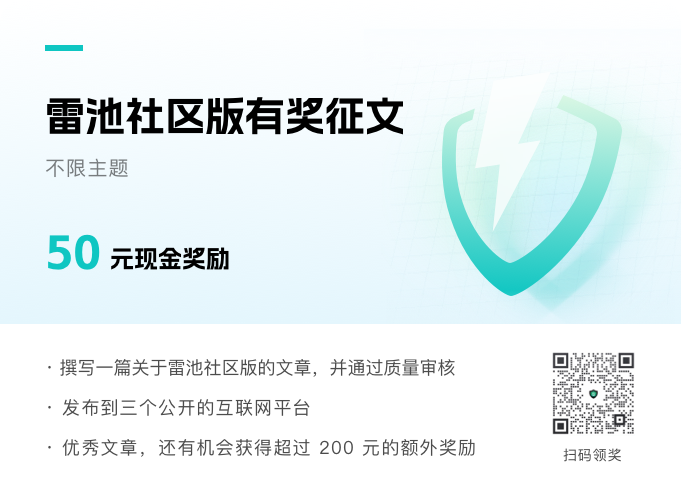 雷池社区版有奖征文
不限主题
50 元现金奖励
· 撰写一篇关于雷池社区版的文章，并通过质量审核
· 发布到三个公开的互联网平台
· 优秀文章，还有机会获得超过 200 元的额外奖励
扫码领奖